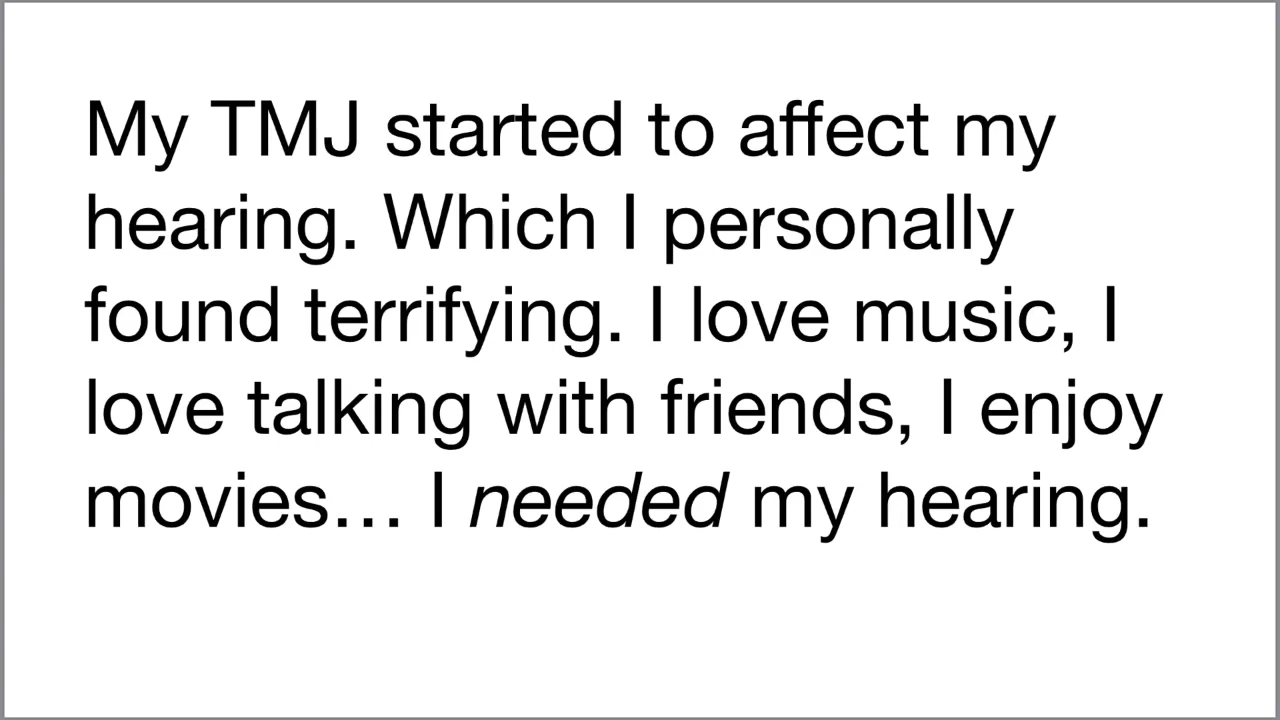 My TMJ started to affect my
hearing. Which I personally
found terrifying. I love music, I
love talking with friends, I enjoy
movies… I needed my hearing.